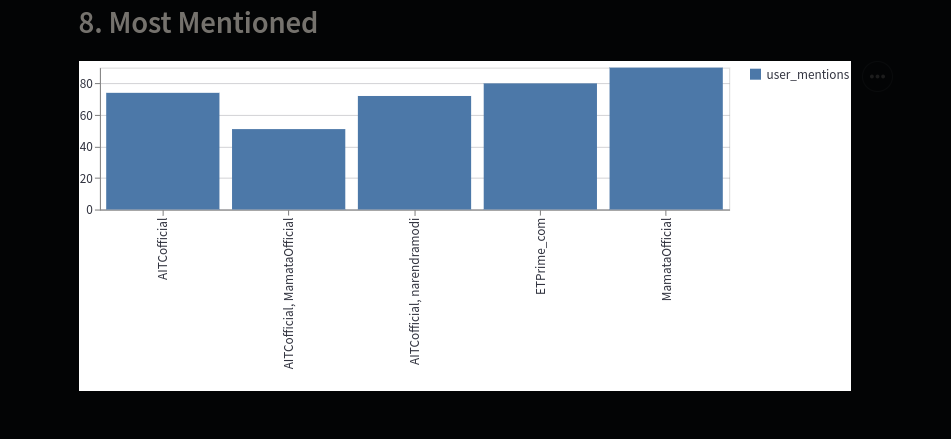 8. Most Mentioned
user_mentions
80
60
40
20
0
AITCofficial
AITCofficial, MamataOfficial
AITCofficial, narendramodi
ETPrime_com
MamataOfficial